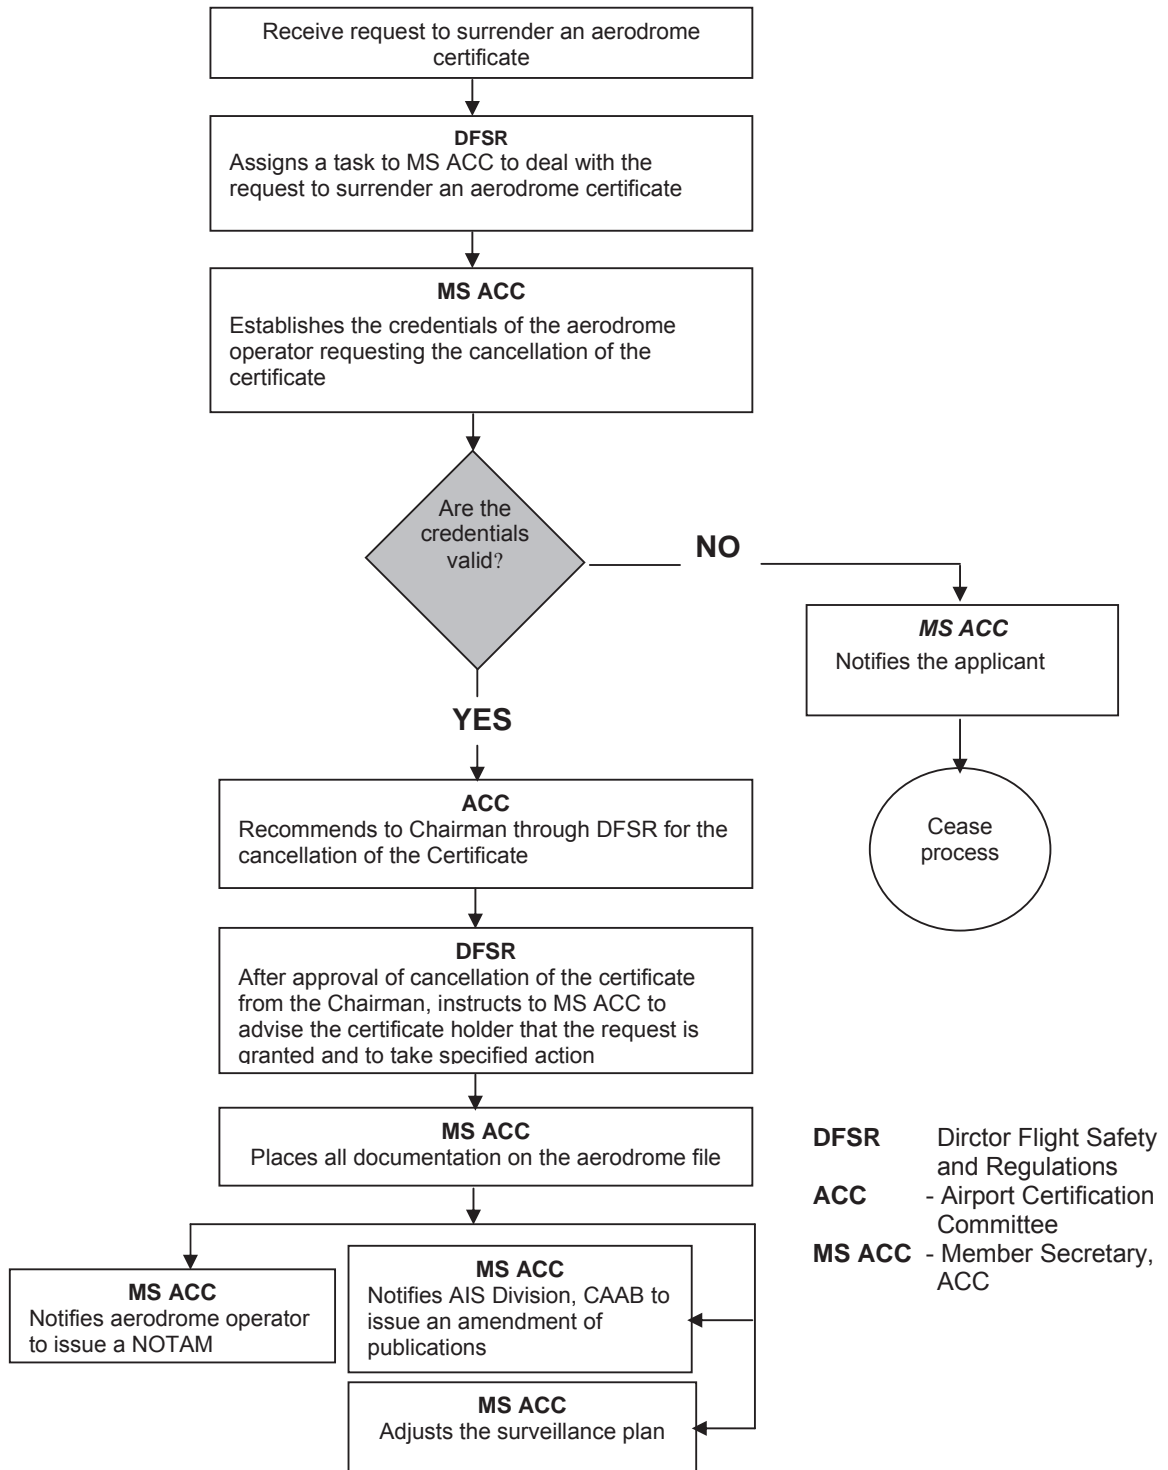 Receive request to surrender an aerodrome
certificate
DFSR
Assigns a task to MS ACC to deal with the
request to surrender an aerodrome certificate
MS ACC
Establishes the credentials of the aerodrome
operator requesting the cancellation of the
certificate
Are the
credentials
valid?
NO
MS ACC
Notifies the applicant
YES
Cease
process
ACC
Recommends to Chairman through DFSR for the
cancellation of the Certificate
DFSR
After approval of cancellation of the certificate
from the Chairman, instructs to MS ACC to
advise the certificate holder that the request is
granted and to take specified action
MS ACC
Places all documentation on the aerodrome file
DFSR Dirctor Flight Safety
and Regulations
ACC - Airport Certification
Committee
MS ACC - Member Secretary,
ACC
MS ACC
Notifies aerodrome operator
to issue a NOTAM
MS ACC
Notifies AIS Division, CAAB to
issue an amendment of
publications
MS ACC
Adjusts the surveillance plan